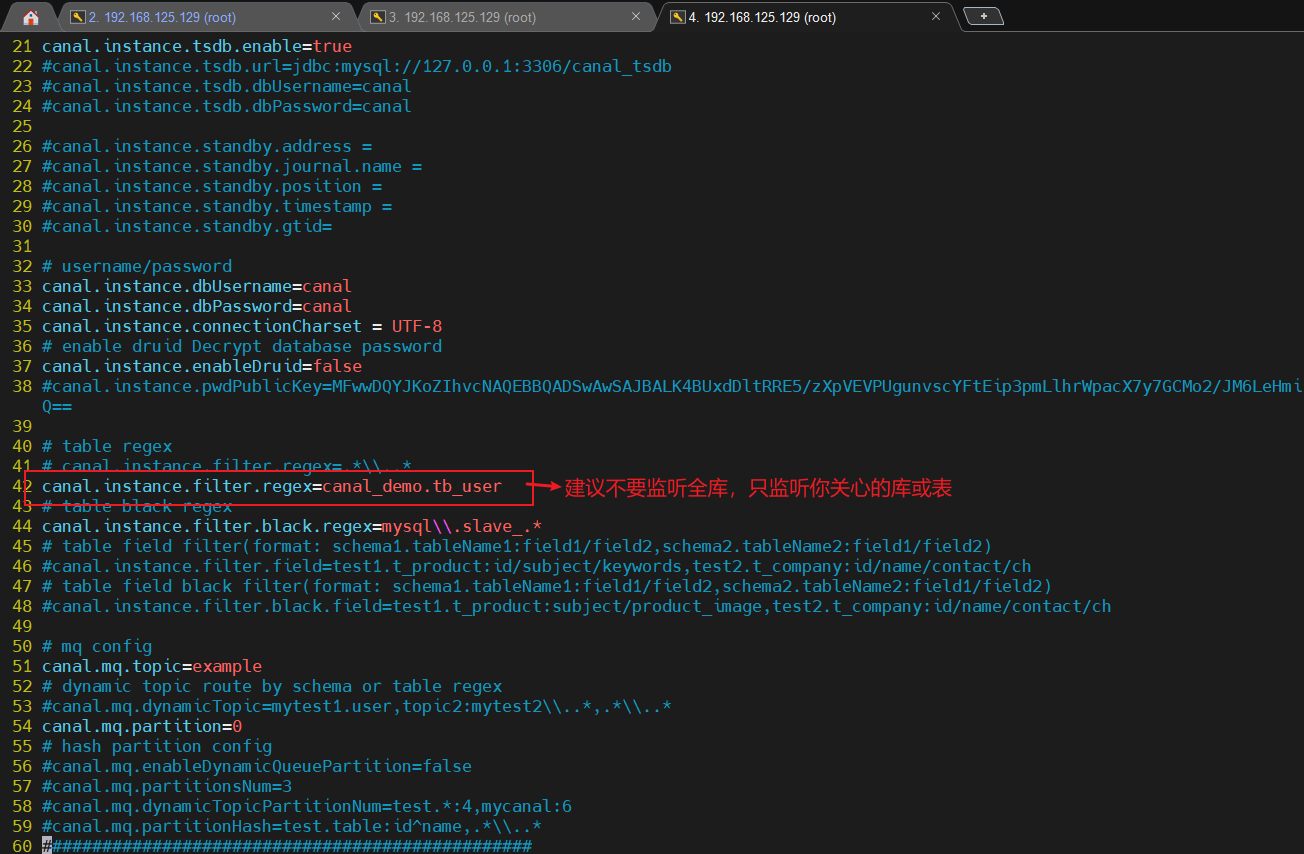 2. 192.168.125.129 (root)
3. 192.168.125.129 (root)
4. 192.168.125.129 (root)
21 canal.instance.tsdb.enable=true
22 #canal.instance.tsdb.url=jdbc:mysql://127.0.0.1:3306/canal_tsdb
23 #canal.instance.tsdb.dbUsername=canal
24 #canal.instance.tsdb.dbPassword=canal
25
26 #canal.instance.standby.address =
27 #canal.instance.standby.journal.name =
28 #canal.instance.standby.position =
29 #canal.instance.standby.timestamp =
30 #canal.instance.standby.gtid=
31
32 # username/password
33 canal.instance.dbUsername=canal
34 canal.instance.dbPassword=canal
35 canal.instance.connectionCharset = UTF-8
36 # enable druid Decrypt database password
37 canal.instance.enableDruid=false
38 #canal.instance.pwdPublicKey=MFwwDQYJKoZIhvcNAQEBBQADSwAwSAJBALK4BUxdDltRRE5/zXpVEVPUgunvscYFtEip3pmLlhrWpacX7y7GCMo2/JM6LeHmi
Q==
39
40 # table regex
41 # canal.instance.filter.regex=.*\\..*
42 canal.instance.filter.regex=canal_demo.tb_user 建议不要监听全库，只监听你关心的库或表
43 # table black regex
44 canal.instance.filter.black.regex=mysql\\.slave_.*
45 # table field filter(format: schema1.tableName1:field1/field2,schema2.tableName2:field1/field2)
46 #canal.instance.filter.field=test1.t_product:id/subject/keywords,test2.t_company:id/name/contact/ch
47 # table field black filter(format: schema1.tableName1:field1/field2,schema2.tableName2:field1/field2)
48 #canal.instance.filter.black.field=test1.t_product:subject/product_image,test2.t_company:id/name/contact/ch
49
50 # mq config
51 canal.mq.topic=example
52 # dynamic topic route by schema or table regex
53 #canal.mq.dynamicTopic=mytest1.user,topic2:mytest2\\..*,.*\\..*
54 canal.mq.partition=0
55 # hash partition config
56 #canal.mq.enableDynamicQueuePartition=false
57 #canal.mq.partitionsNum=3
58 #canal.mq.dynamicTopicPartitionNum=test.*:4,mycanal:6
59 #canal.mq.partitionHash=test.table:id^name,.*\\..*
60 #################################################